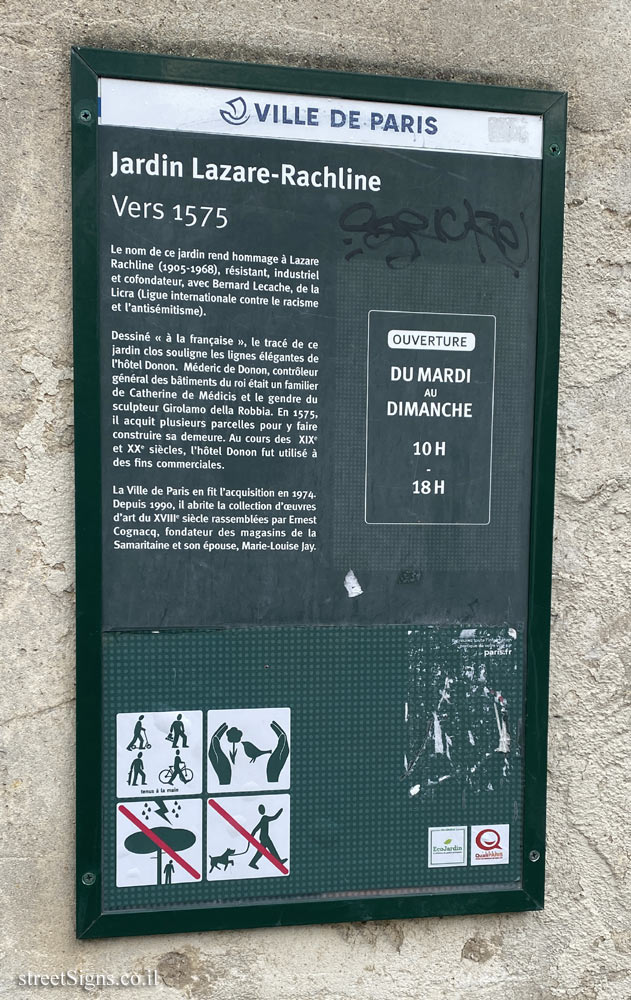 VILLE DE PARIS
Jardin Lazare-Rachline
Vers 1575
Le nom de ce jardin rend hommage à Lazare
Rachline (1905-1968), résistant, industriel
et cofondateur, avec Bernard Lecache, de la
Licra (Ligue internationale contre le racisme
et l'antisémitisme).
Dessiné « à la française », le tracé de ce
jardin clos souligne les lignes élégantes de
l'hôtel Donon. Méderic de Donon, contrôleur
général des bâtiments du roi était un familier
de Catherine de Médicis et le gendre du
sculpteur Girolamo della Robbia. En 1575,
il acquit plusieurs parcelles pour y faire
construire sa demeure. Au cours des XIXe
et XXe siècles, l'hôtel Donon fut utilisé à
des fins commerciales.
La Ville de Paris en fit l'acquisition en 1974.
Depuis 1990, il abrite la collection d'œuvres
d'art du XVIIIe siècle rassemblées par Ernest
Cognacq, fondateur des magasins de la
Samaritaine et son épouse, Marie-Louise Jay.
OUVERTURE
DU MARDI
AU
DIMANCHE
10 H
-
18 H
paris.fr
tenus à la main
EcoJardin
streetSigns.co.il